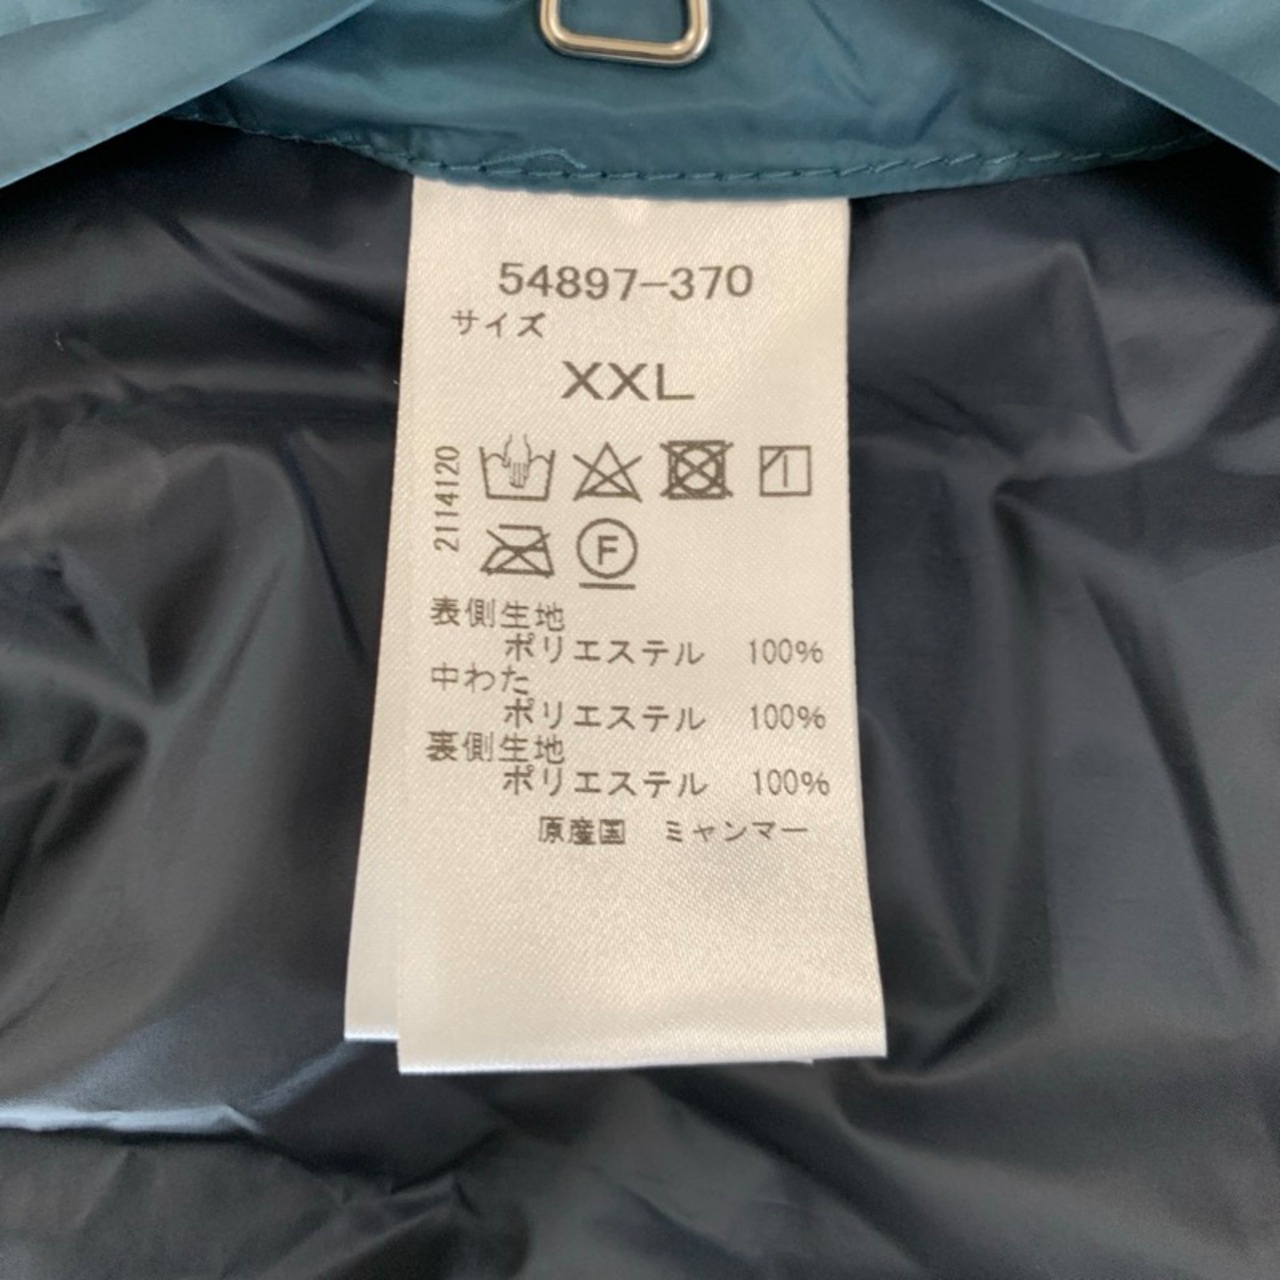 54897-370
サイズ
XXL
2114120
F
表側生地
ポリエステル 100%
中わた
ポリエステル 100%
裏側生地
ポリエステル 100%
原産国 ミャンマー